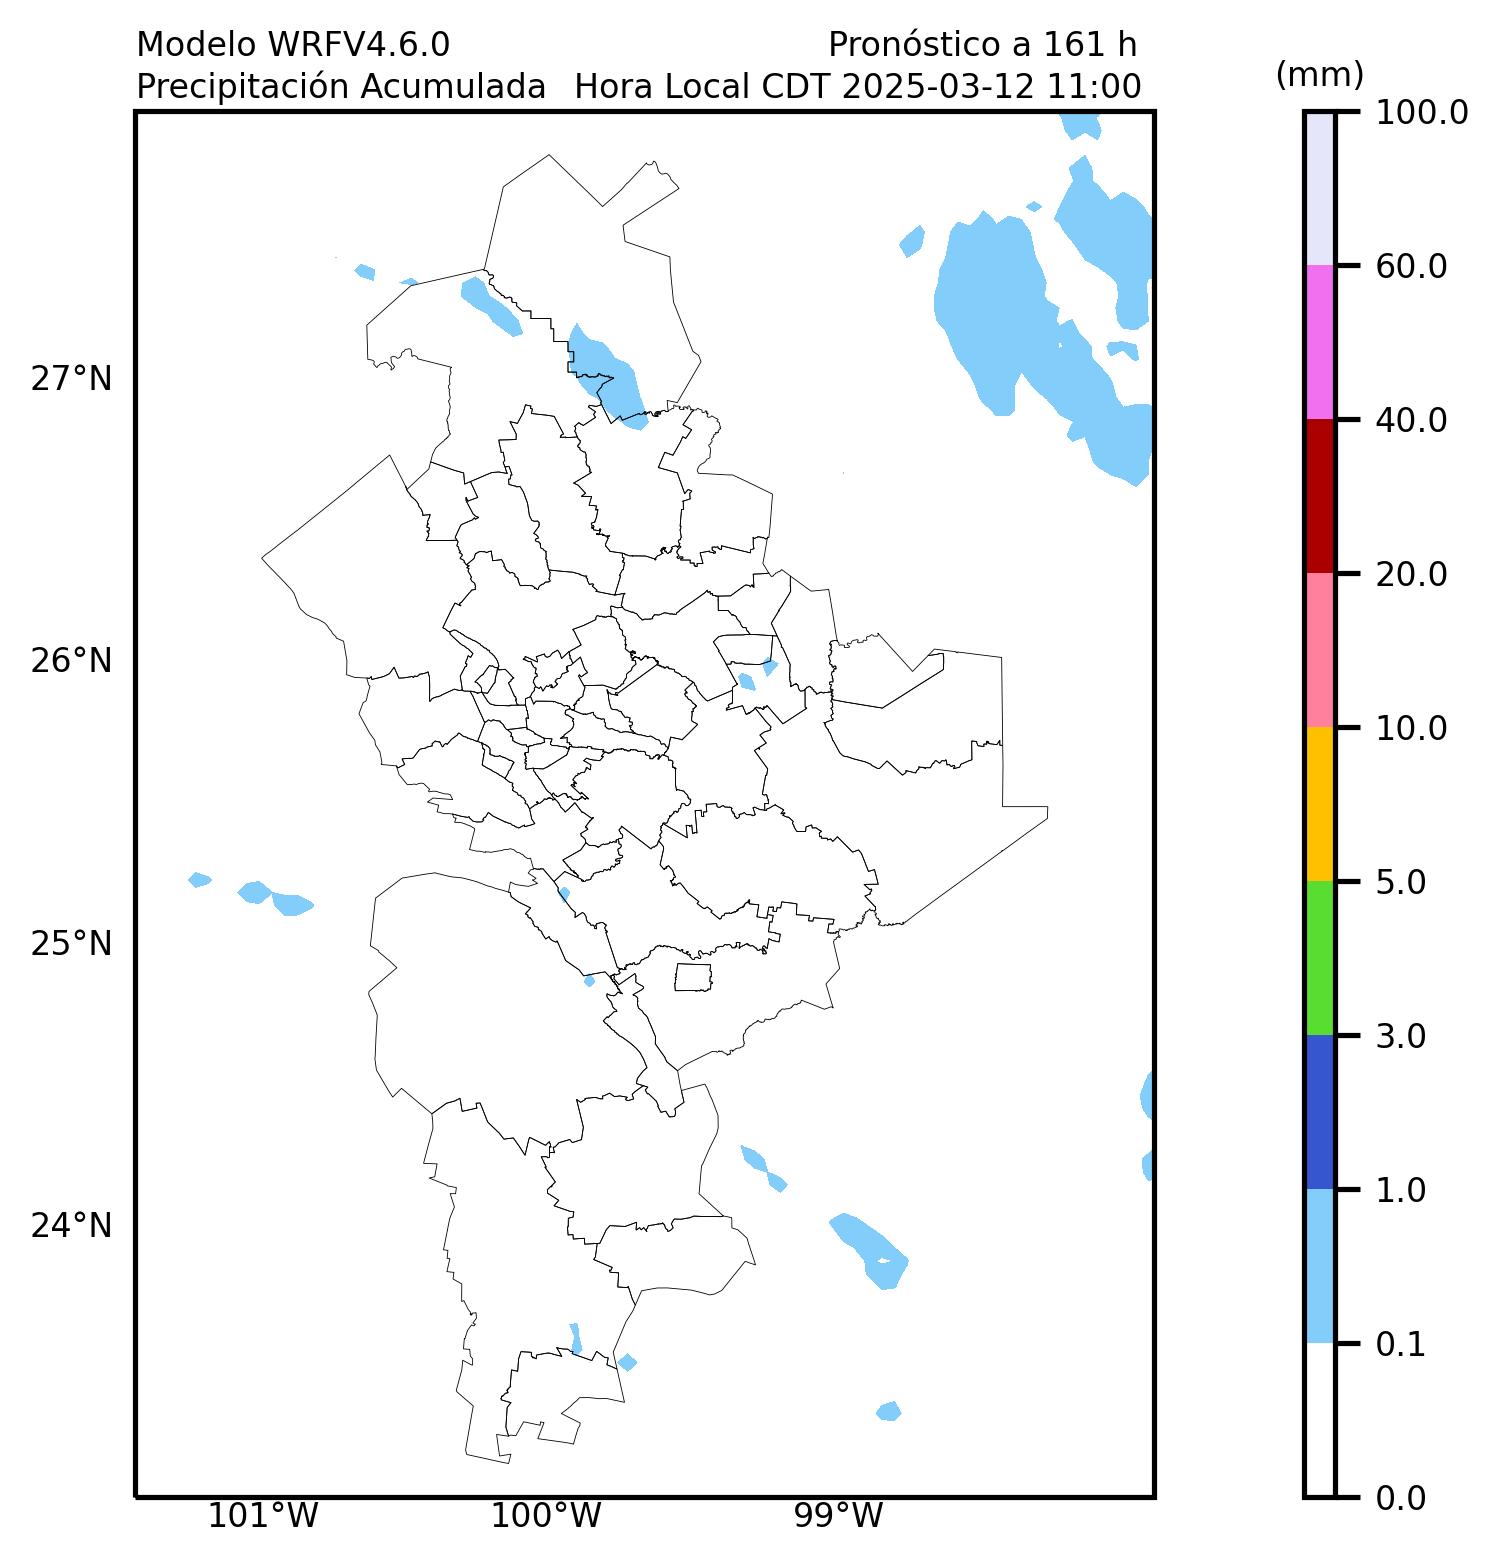 Modelo WRFV4.6.0 Pronóstico a 161 h
Precipitación Acumulada Hora Local CDT 2025-03-12 11:00
(mm)
100.0
60.0
40.0
20.0
10.0
5.0
3.0
1.0
0.1
0.0
27°N
26°N
25°N
24°N
101°W 100°W 99°W